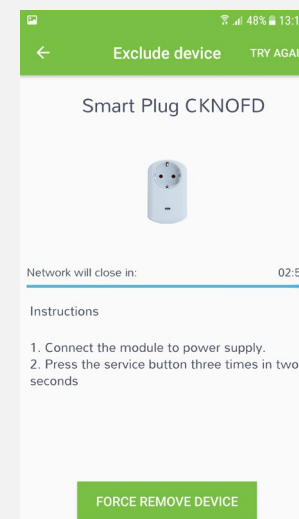 48% 13:1
Exclude device TRY AGAI
Smart Plug CKNOFD
Network will close in: 02:5
Instructions
1. Connect the module to power supply.
2. Press the service button three times in two
seconds
FORCE REMOVE DEVICE